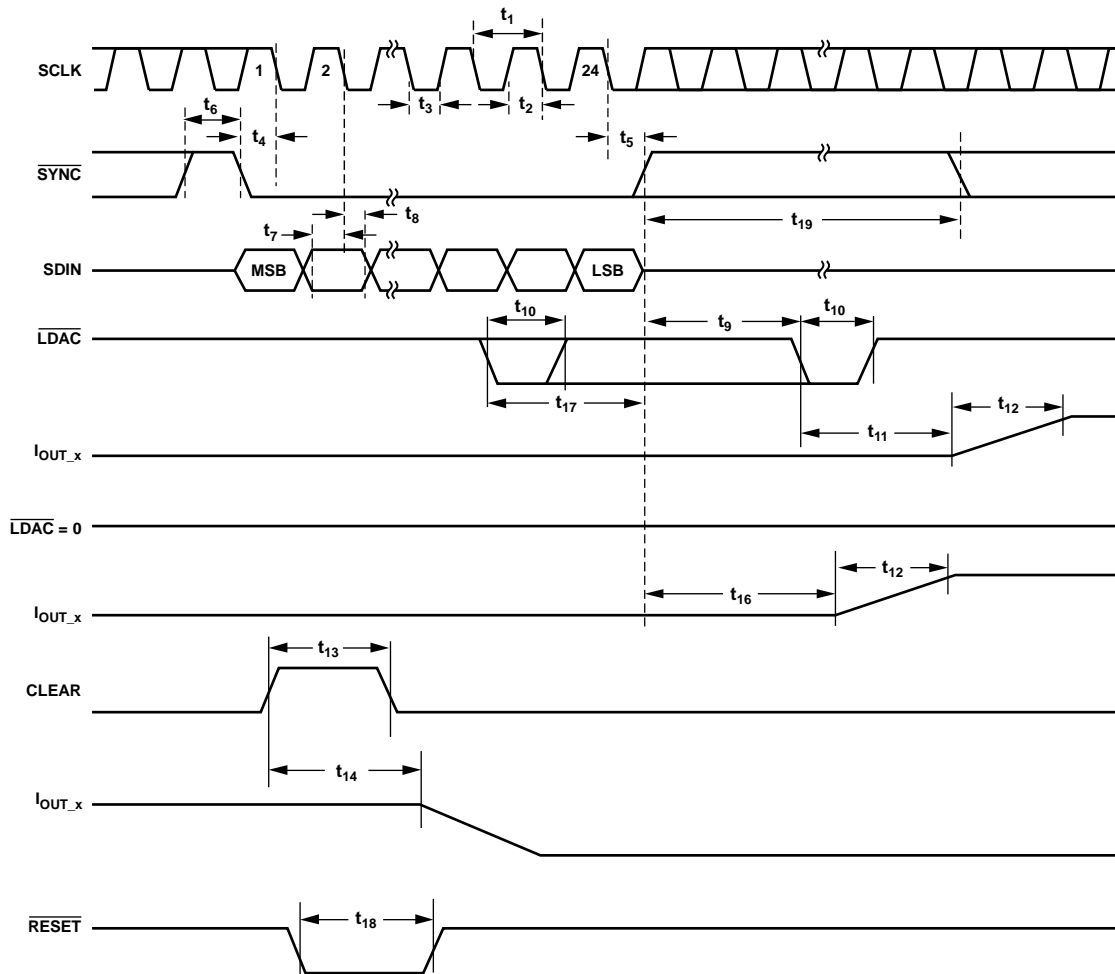 t1
SCLK 1 2 24
t3 t2
t6
t4 t5
SYNC
t19
t8
t7
SDIN MSB LSB
t10 t9 t10
LDAC
t17
t12
t11
IOUT_x
LDAC = 0
t12
t16
IOUT_x
t13
CLEAR
t14
IOUT_x
t18
RESET